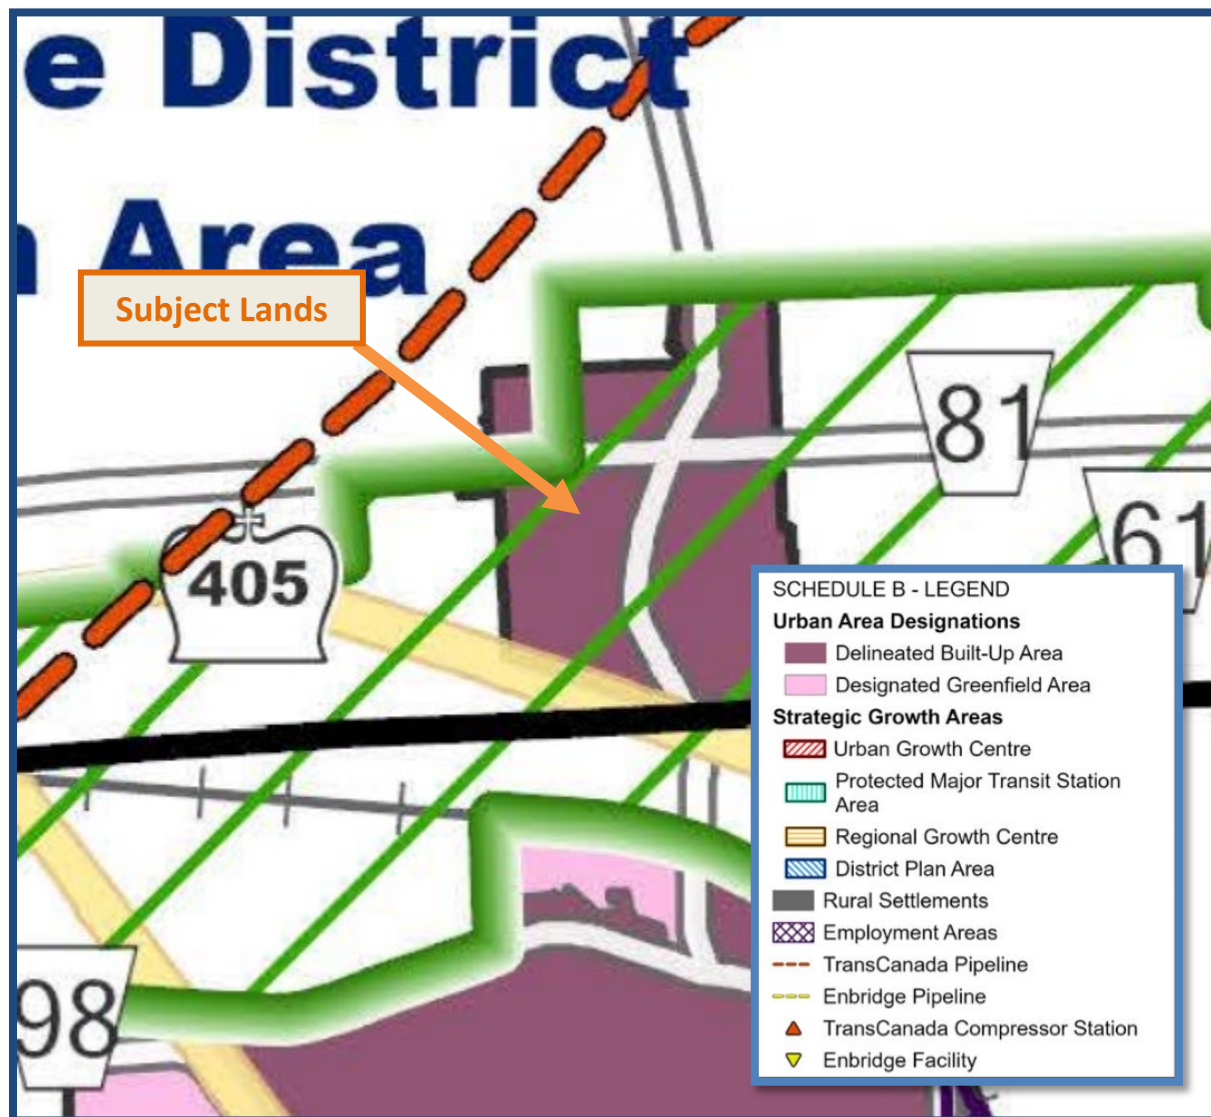 e District
Area
Subject Lands
81
61
405
98
SCHEDULE B - LEGEND
Urban Area Designations
Delineated Built-Up Area
Designated Greenfield Area
Strategic Growth Areas
Urban Growth Centre
Protected Major Transit Station
Area
Regional Growth Centre
District Plan Area
Rural Settlements
Employment Areas
TransCanada Pipeline
Enbridge Pipeline
TransCanada Compressor Station
Enbridge Facility